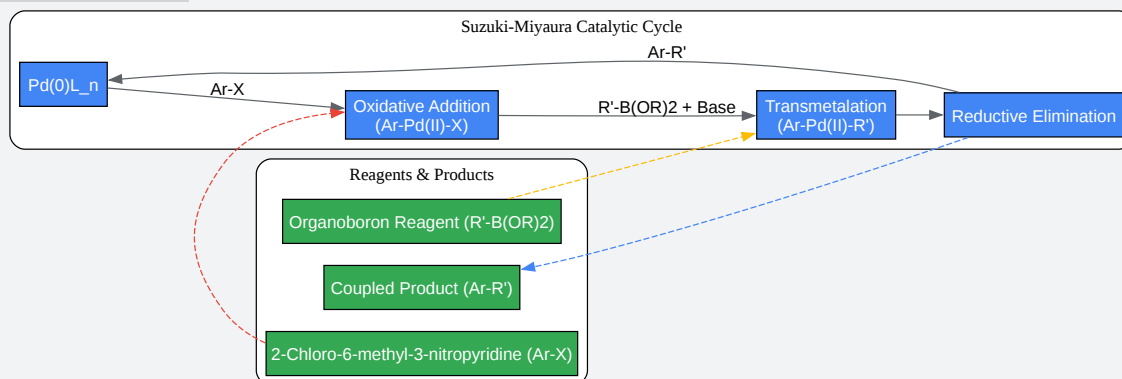 Suzuki-Miyaura Catalytic Cycle
Pd(0)L_n
Ar-X
Oxidative Addition
(Ar-Pd(II)-X)
R'-B(OR)2 + Base
Transmetalation
(Ar-Pd(II)-R')
Reductive Elimination
Ar-R'
Reagents & Products
Organoboron Reagent (R'-B(OR)2)
Coupled Product (Ar-R')
2-Chloro-6-methyl-3-nitropyridine (Ar-X)